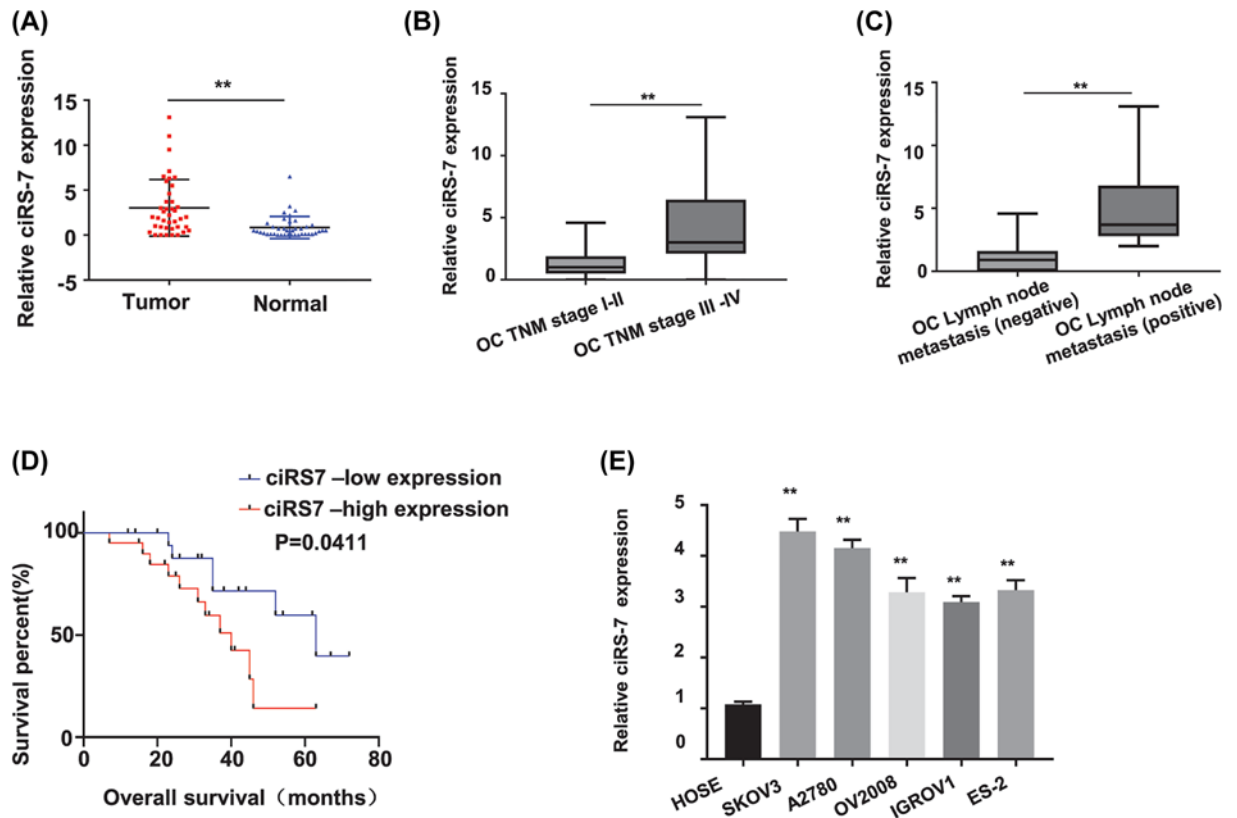 (A)
Relative ciRS-7 expression
**
15
10
5
0
-5
Tumor
Normal
(B)
Relative ciRS-7 expression
**
15
10
5
0
OC TNM stage I-II
OC TNM stage III -IV
(C)
Relative ciRS-7 expression
**
15
10
5
0
OC Lymph node
metastasis (negative)
OC Lymph node
metastasis (positive)
(D)
ciRS7 –low expression
ciRS7 –high expression
P=0.0411
Survival percent(%)
100
50
0
0
20
40
60
80
Overall survival（months）
(E)
Relative ciRS-7 expression
5
4
3
2
1
0
**
**
**
**
**
HOSE
SKOV3
A2780
OV2008
IGROV1
ES-2